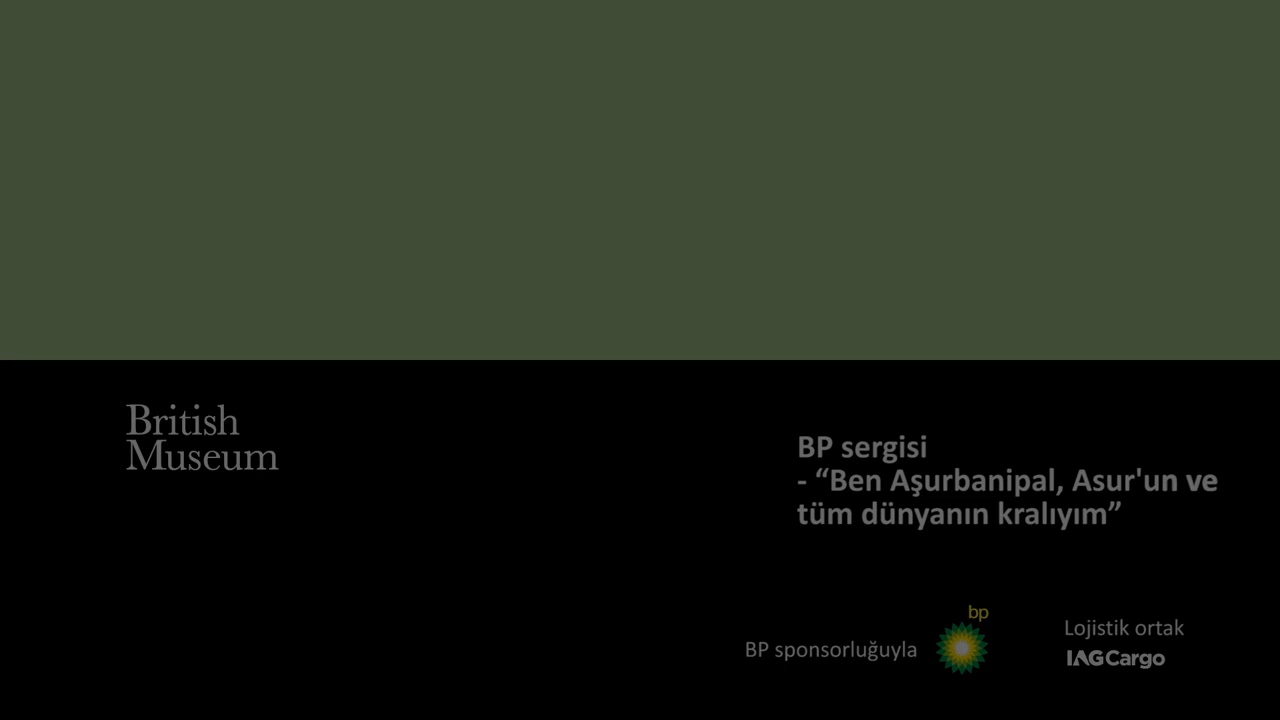 British
Museum
BP sergisi
- “Ben Aşurbanipal, Asur'un ve
tüm dünyanın kralıyım”
bp
BP sponsorluğuyla
Lojistik ortak
IAGCargo